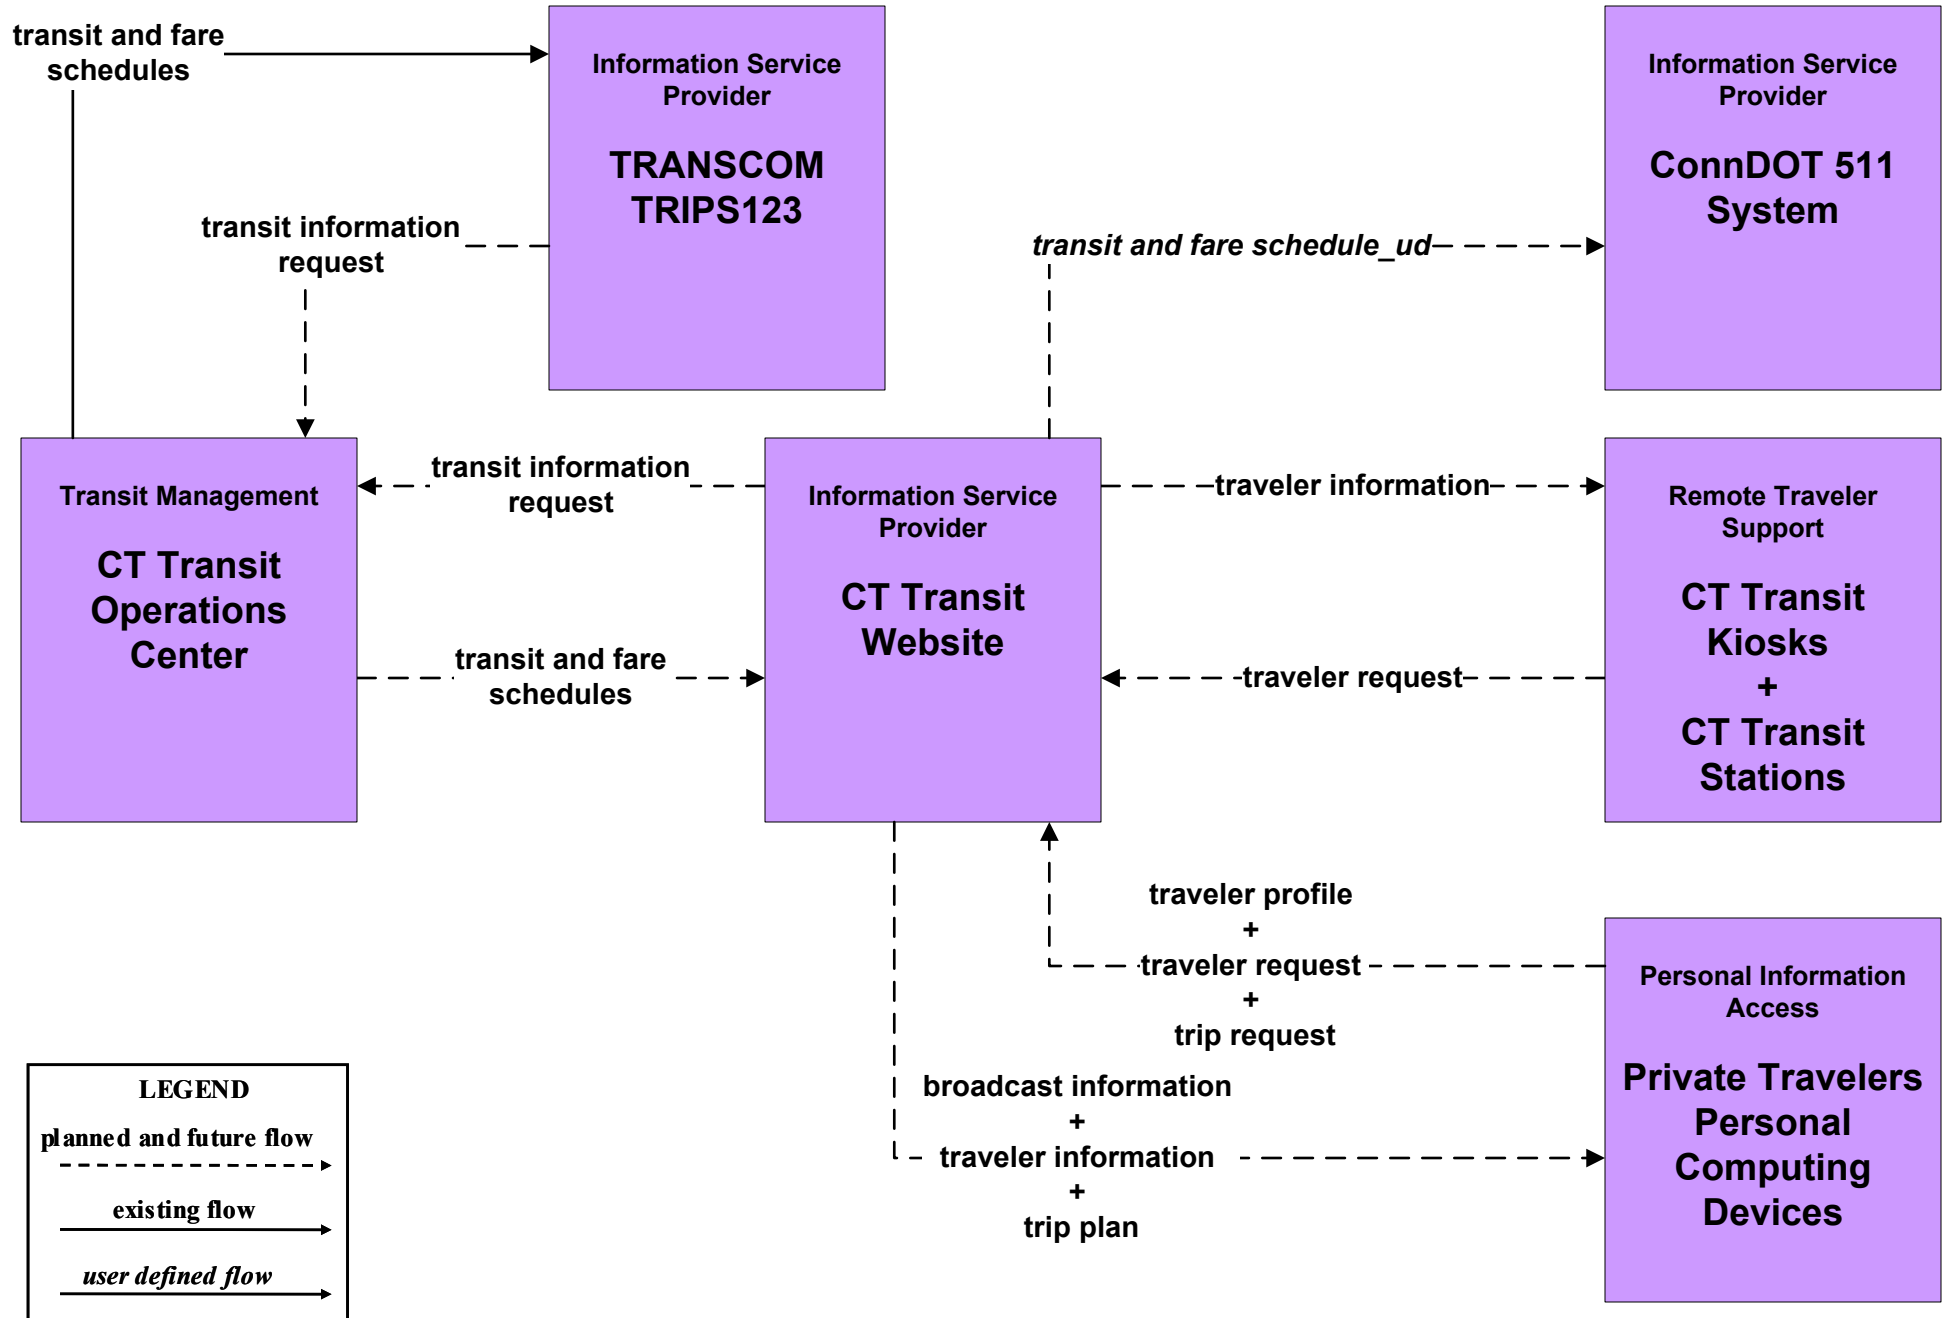 transit and fare
schedules
Information Service
Provider
TRANSCOM
TRIPS123
Information Service
Provider
ConnDOT 511
System
transit information
request
transit and fare schedule_ud
Transit Management
CT Transit
Operations
Center
transit information
request
transit and fare
schedules
Information Service
Provider
CT Transit
Website
traveler information
traveler request
Remote Traveler
Support
CT Transit
Kiosks
+
CT Transit
Stations
traveler profile
+
traveler request
+
trip request
broadcast information
+
traveler information
+
trip plan
Personal Information
Access
Private Travelers
Personal
Computing
Devices
LEGEND
planned and future flow
existing flow
user defined flow